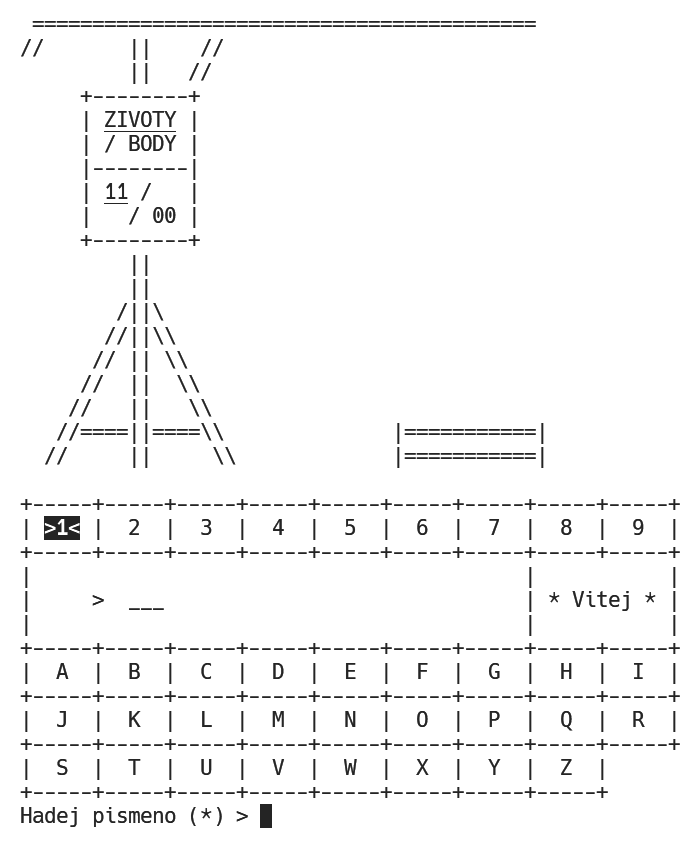 ==========================================
//       ||    //
         ||   //
     +--------+
     | ZIVOTY |
     | / BODY |
     |--------|
     | 11 /   |
     |   / 00 |
     +--------+
         ||
         ||
        /||\
       //||\\
      // || \\
     //  ||  \\
    //   ||   \\
   //====||====\\              |===========|
  //     ||     \\             |===========|

+-----+-----+-----+-----+-----+-----+-----+-----+-----+
| >1< |  2  |  3  |  4  |  5  |  6  |  7  |  8  |  9  |
+-----+-----+-----+-----+-----+-----+-----+-----+-----+
|                                         |           |
|     >  ___                              | * Vitej * |
|                                         |           |
+-----+-----+-----+-----+-----+-----+-----+-----+-----+
|  A  |  B  |  C  |  D  |  E  |  F  |  G  |  H  |  I  |
+-----+-----+-----+-----+-----+-----+-----+-----+-----+
|  J  |  K  |  L  |  M  |  N  |  O  |  P  |  Q  |  R  |
+-----+-----+-----+-----+-----+-----+-----+-----+-----+
|  S  |  T  |  U  |  V  |  W  |  X  |  Y  |  Z  |
+-----+-----+-----+-----+-----+-----+-----+-----+
Hadej pismeno (*) >